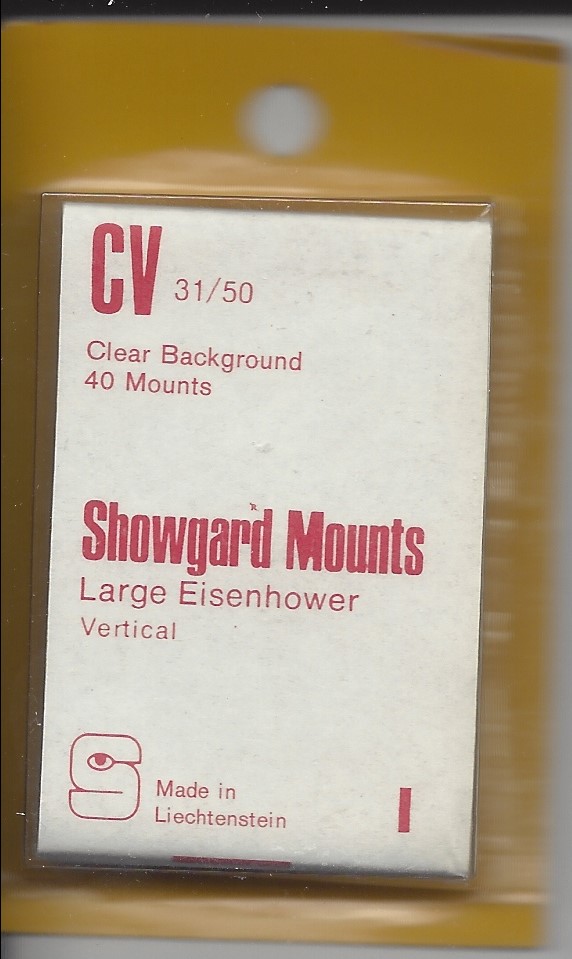 CV 31/50
Clear Background
40 Mounts
Showgard® Mounts
Large Eisenhower
Vertical
S
Made in
Liechtenstein
I